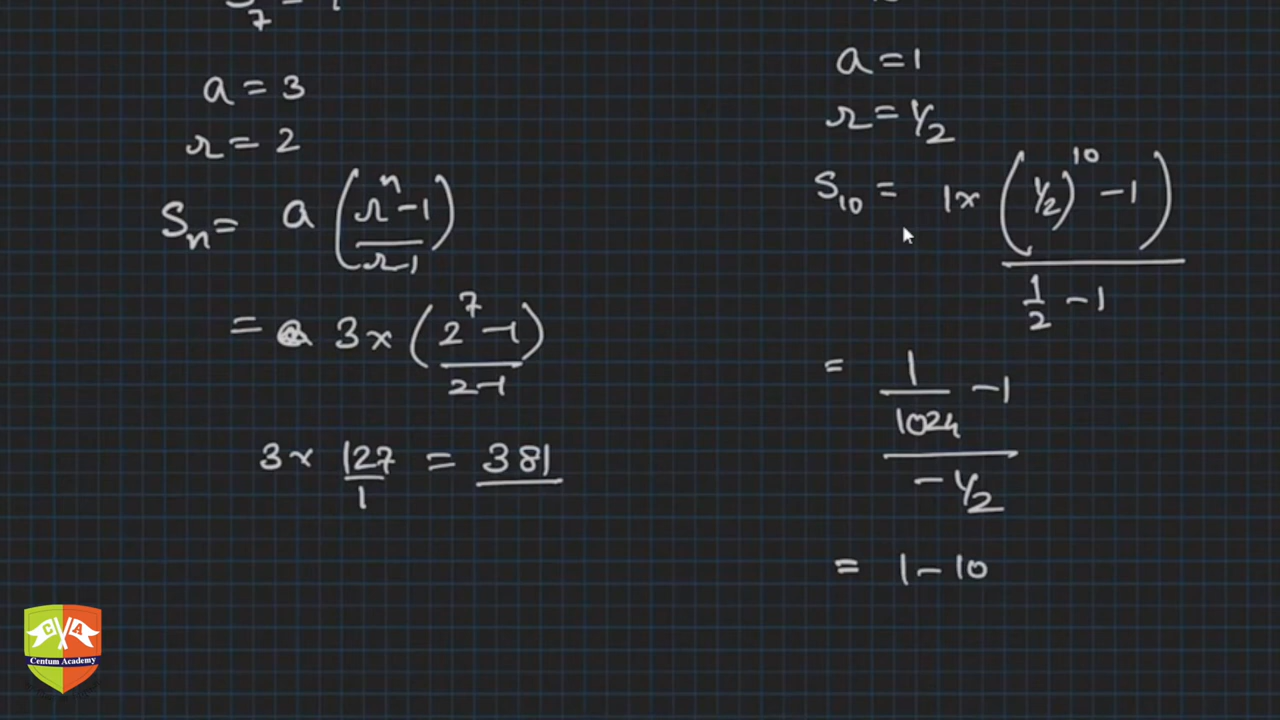 7
a = 3
r = 2
Sn = a (r^n - 1 / r - 1)
= 3 × (2^7 - 1 / 2 - 1)
3 × 127/1 = 381
a = 1
r = 1/2
S10 = 1 × ((1/2)^10 - 1) / 1/2 - 1
= 1/1024 - 1 / - 1/2
= 1 - 10
C A
Centum Academy